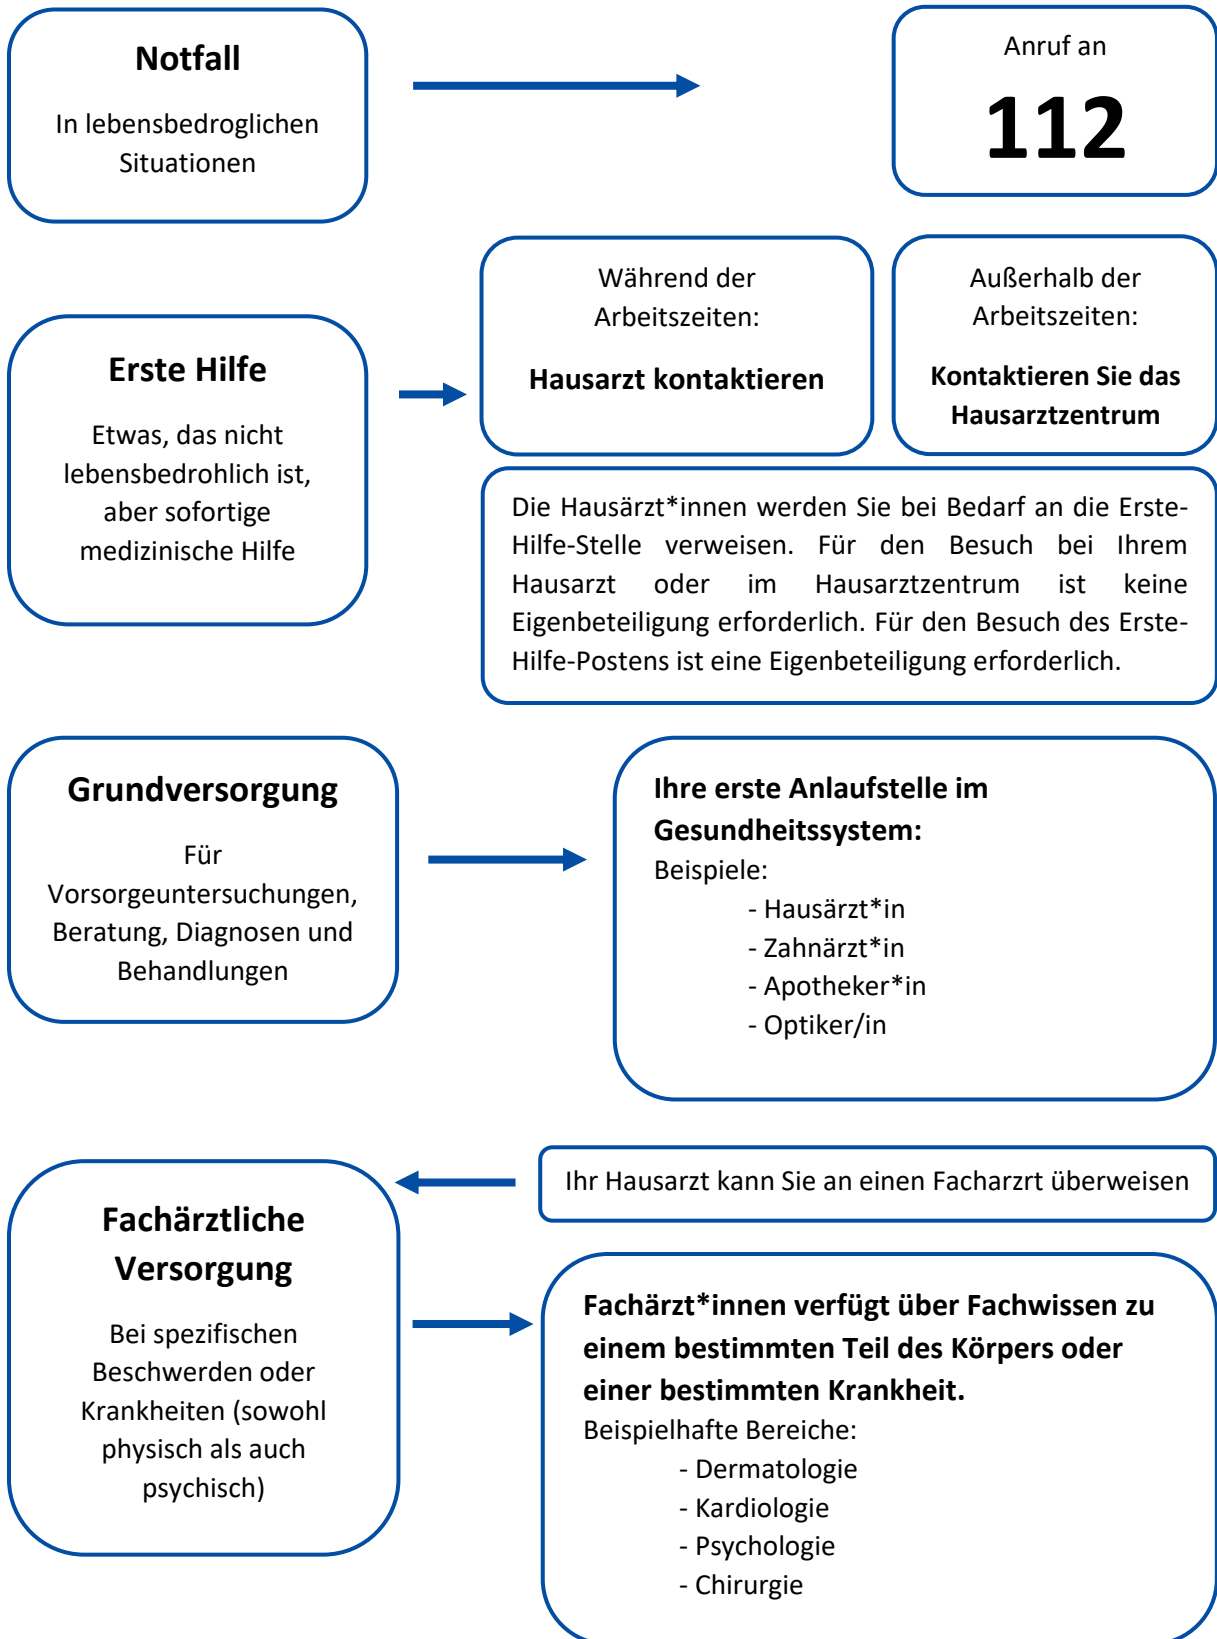 Notfall
In lebensbedroglichen
Situationen
Anruf an
112
Erste Hilfe
Etwas, das nicht
lebensbedrohlich ist,
aber sofortige
medizinische Hilfe
Während der
Arbeitszeiten:
Hausarzt kontaktieren
Außerhalb der
Arbeitszeiten:
Kontaktieren Sie das
Hausarztzentrum
Die Hausärzt*innen werden Sie bei Bedarf an die Erste-
Hilfe-Stelle verweisen. Für den Besuch bei Ihrem
Hausarzt oder im Hausarztzentrum ist keine
Eigenbeteiligung erforderlich. Für den Besuch des Erste-
Hilfe-Postens ist eine Eigenbeteiligung erforderlich.
Grundversorgung
Für
Vorsorgeuntersuchungen,
Beratung, Diagnosen und
Behandlungen
Ihre erste Anlaufstelle im
Gesundheitssystem:
Beispiele:
- Hausärzt*in
- Zahnärzt*in
- Apotheker*in
- Optiker/in
Ihr Hausarzt kann Sie an einen Facharzrt überweisen
Fachärztliche
Versorgung
Bei spezifischen
Beschwerden oder
Krankheiten (sowohl
physisch als auch
psychisch)
Fachärzt*innen verfügt über Fachwissen zu
einem bestimmten Teil des Körpers oder
einer bestimmten Krankheit.
Beispielhafte Bereiche:
- Dermatologie
- Kardiologie
- Psychologie
- Chirurgie